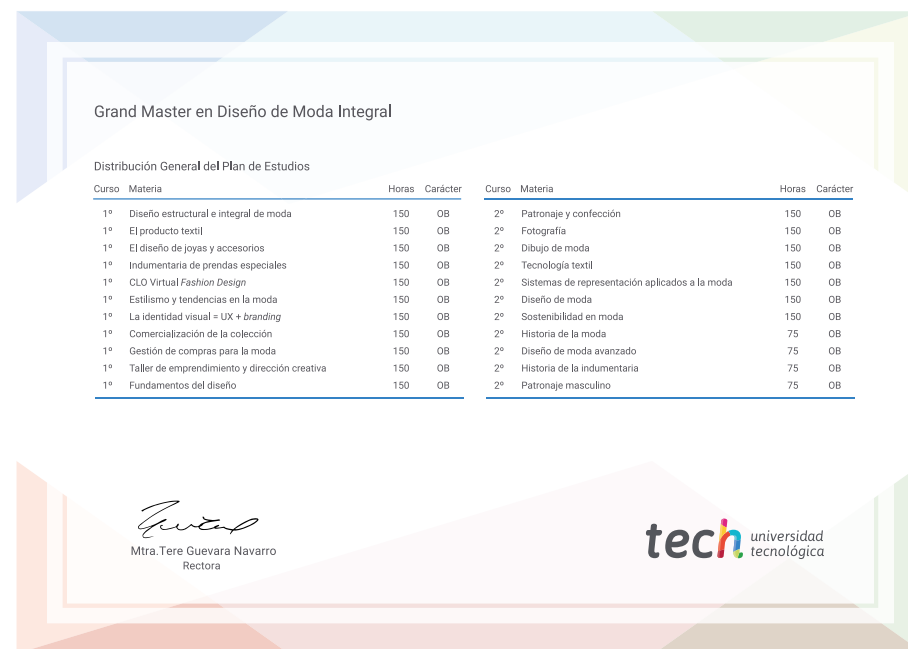 Grand Master en Diseño de Moda Integral
Distribución General del Plan de Estudios
Curso Materia Horas Carácter
1º Diseño estructural e integral de moda 150 OB
1º El producto textil 150 OB
1º El diseño de joyas y accesorios 150 OB
1º Indumentaria de prendas especiales 150 OB
1º CLO Virtual Fashion Design 150 OB
1º Estilismo y tendencias en la moda 150 OB
1º La identidad visual = UX + branding 150 OB
1º Comercialización de la colección 150 OB
1º Gestión de compras para la moda 150 OB
1º Taller de emprendimiento y dirección creativa 150 OB
1º Fundamentos del diseño 150 OB
Curso Materia Horas Carácter
2º Patronaje y confección 150 OB
2º Fotografía 150 OB
2º Dibujo de moda 150 OB
2º Tecnología textil 150 OB
2º Sistemas de representación aplicados a la moda 150 OB
2º Diseño de moda 150 OB
2º Sostenibilidad en moda 150 OB
2º Historia de la moda 75 OB
2º Diseño de moda avanzado 75 OB
2º Historia de la indumentaria 75 OB
2º Patronaje masculino 75 OB
Mtra.Tere Guevara Navarro
Rectora
tech universidad
tecnológica